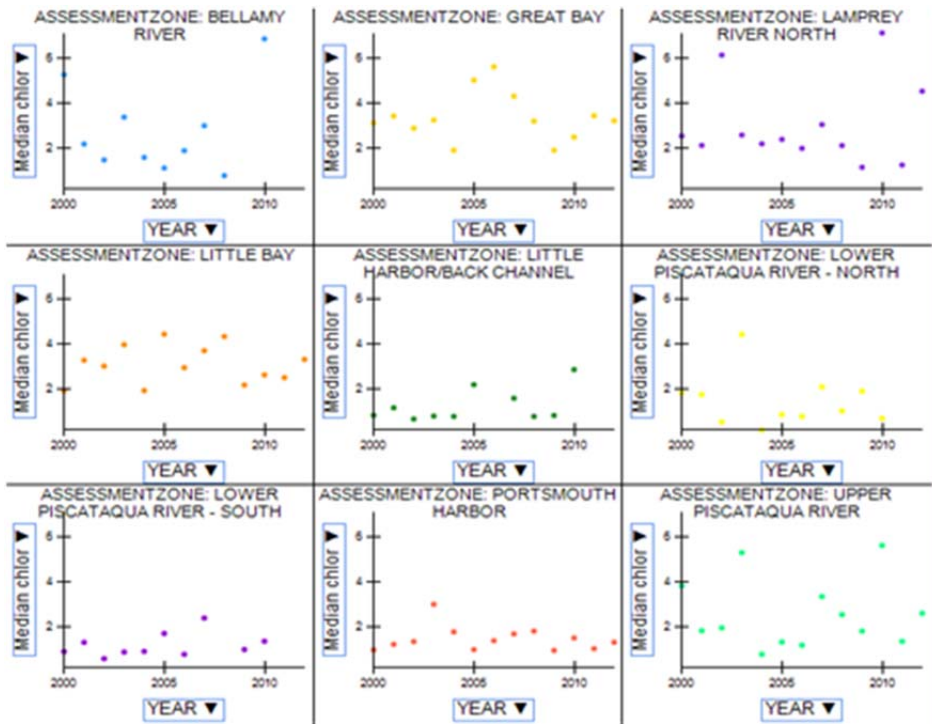 ASSESSMENTZONE: BELLAMY
RIVER
6
4
2
Median chlor ▼
2000
2005
2010
YEAR ▼
ASSESSMENTZONE: GREAT BAY
6
4
2
Median chlor ▼
2000
2005
2010
YEAR ▼
ASSESSMENTZONE: LAMPREY
RIVER NORTH
6
4
2
Median chlor ▼
2000
2005
2010
YEAR ▼
ASSESSMENTZONE: LITTLE BAY
6
4
2
Median chlor ▼
2000
2005
2010
YEAR ▼
ASSESSMENTZONE: LITTLE
HARBOR/BACK CHANNEL
6
4
2
Median chlor ▼
2000
2005
2010
YEAR ▼
ASSESSMENTZONE: LOWER
PISCATAQUA RIVER - NORTH
6
4
2
Median chlor ▼
2000
2005
2010
YEAR ▼
ASSESSMENTZONE: LOWER
PISCATAQUA RIVER - SOUTH
6
4
2
Median chlor ▼
2000
2005
2010
YEAR ▼
ASSESSMENTZONE: PORTSMOUTH
HARBOR
6
4
2
Median chlor ▼
2000
2005
2010
YEAR ▼
ASSESSMENTZONE: UPPER
PISCATAQUA RIVER
6
4
2
Median chlor ▼
2000
2005
2010
YEAR ▼